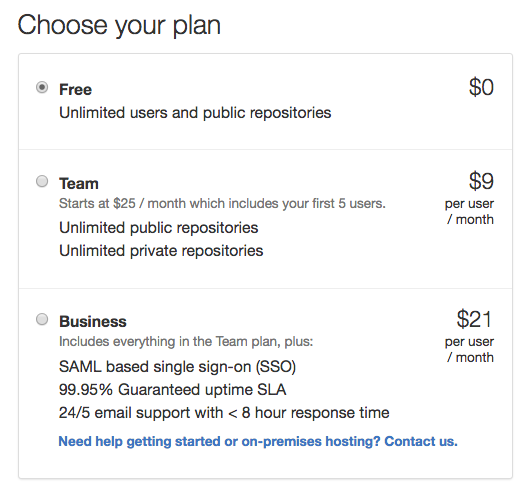 Choose your plan
Free
$0
Unlimited users and public repositories
Team
$9
Starts at $25 / month which includes your first 5 users.
per user
/ month
Unlimited public repositories
Unlimited private repositories
Business
$21
Includes everything in the Team plan, plus:
per user
/ month
SAML based single sign-on (SSO)
99.95% Guaranteed uptime SLA
24/5 email support with < 8 hour response time
Need help getting started or on-premises hosting? Contact us.